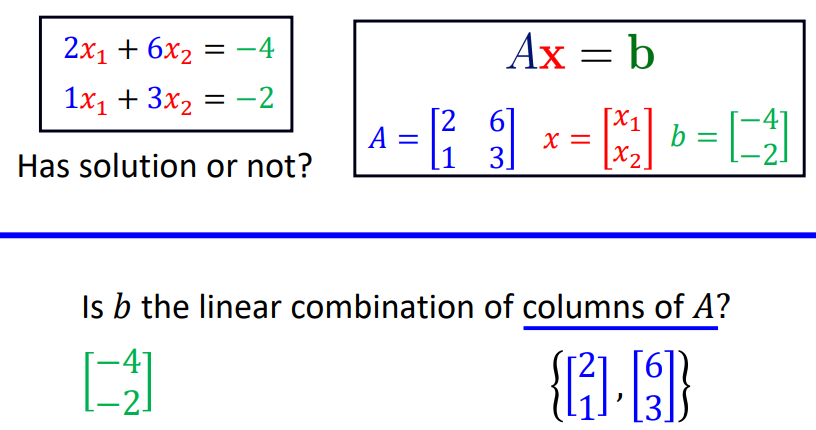 2x₁ + 6x₂ = −4
1x₁ + 3x₂ = −2
Has solution or not?
Ax = b
A = [2 6; 1 3] x = [x₁; x₂] b = [−4; −2]
Is b the linear combination of columns of A?
[−4; −2]
{[2; 1], [6; 3]}